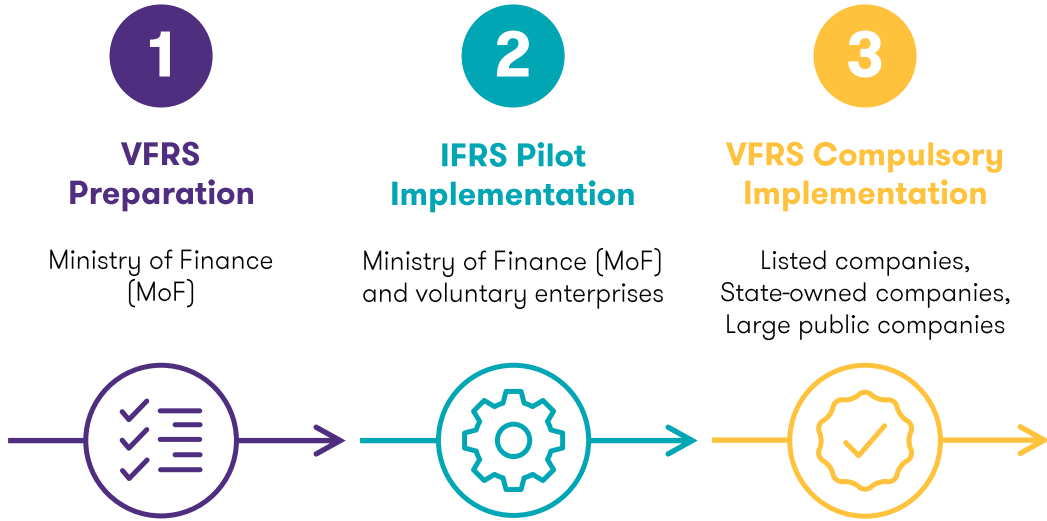 1
VFRS
Preparation
Ministry of Finance
(MoF)
2
IFRS Pilot
Implementation
Ministry of Finance (MoF)
and voluntary enterprises
3
VFRS Compulsory
Implementation
Listed companies,
State-owned companies,
Large public companies